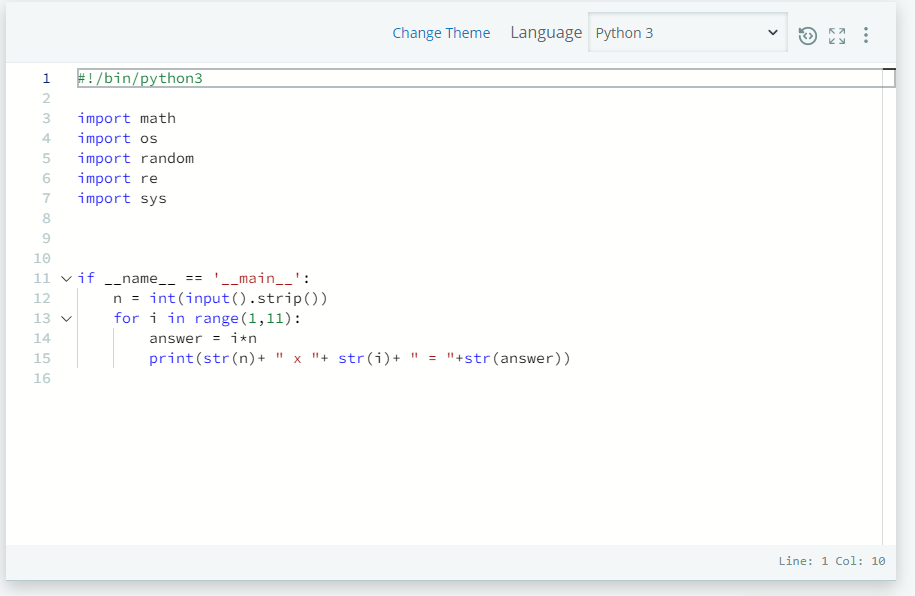 Change Theme Language Python 3
1 #!/bin/python3
2
3 import math
4 import os
5 import random
6 import re
7 import sys
8
9
10
11 if __name__ == '__main__':
12     n = int(input().strip())
13     for i in range(1,11):
14         answer = i*n
15         print(str(n)+ " x "+ str(i)+ " = "+str(answer))
16
Line: 1 Col: 10